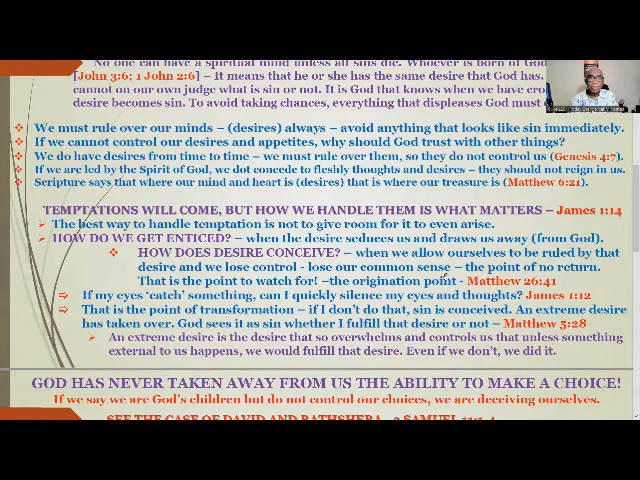 No one can have a spiritual mind unless all sins die. Whoever is born of God
[John 3:6; 1 John 2:6] – It means that he or she has the same desire that God has.
cannot on our own judge what is sin or not. It is God that knows when we have cro
desire becomes sin. To avoid taking chances, everything that displeases God must
We must rule over our minds – (desires) always – avoid anything that looks like sin immediately.
If we cannot control our desires and appetites, why should God trust with other things?
We do have desires from time to time – we must rule over them, so they do not control us (Genesis 4:7).
If we are led by the Spirit of God, we dot concede to fleshly thoughts and desires – they should not reign in us.
Scripture says that where our mind and heart is (desires) that is where our treasure is (Matthew 6:21).
TEMPTATIONS WILL COME, BUT HOW WE HANDLE THEM IS WHAT MATTERS – James 1:14
The best way to handle temptation is not to give room for it to even arise.
HOW DO WE GET ENTICED? – when the desire seduces us and draws us away (from God).
HOW DOES DESIRE CONCEIVE? – when we allow ourselves to be ruled by that
desire and we lose control - lose our common sense – the point of no return.
That is the point to watch for! –the origination point - Matthew 26:41
If my eyes 'catch' something, can I quickly silence my eyes and thoughts? James 1:12
That is the point of transformation – if I don't do that, sin is conceived. An extreme desire
has taken over. God sees it as sin whether I fulfill that desire or not – Matthew 5:28
An extreme desire is the desire that so overwhelms and controls us that unless something
external to us happens, we would fulfill that desire. Even if we don't, we did it.
GOD HAS NEVER TAKEN AWAY FROM US THE ABILITY TO MAKE A CHOICE!
If we say we are God's children but do not control our choices, we are deceiving ourselves.
SEE THE CASE OF DAVID AND BATHSHEBA - 2 SAMUEL 11:1-4